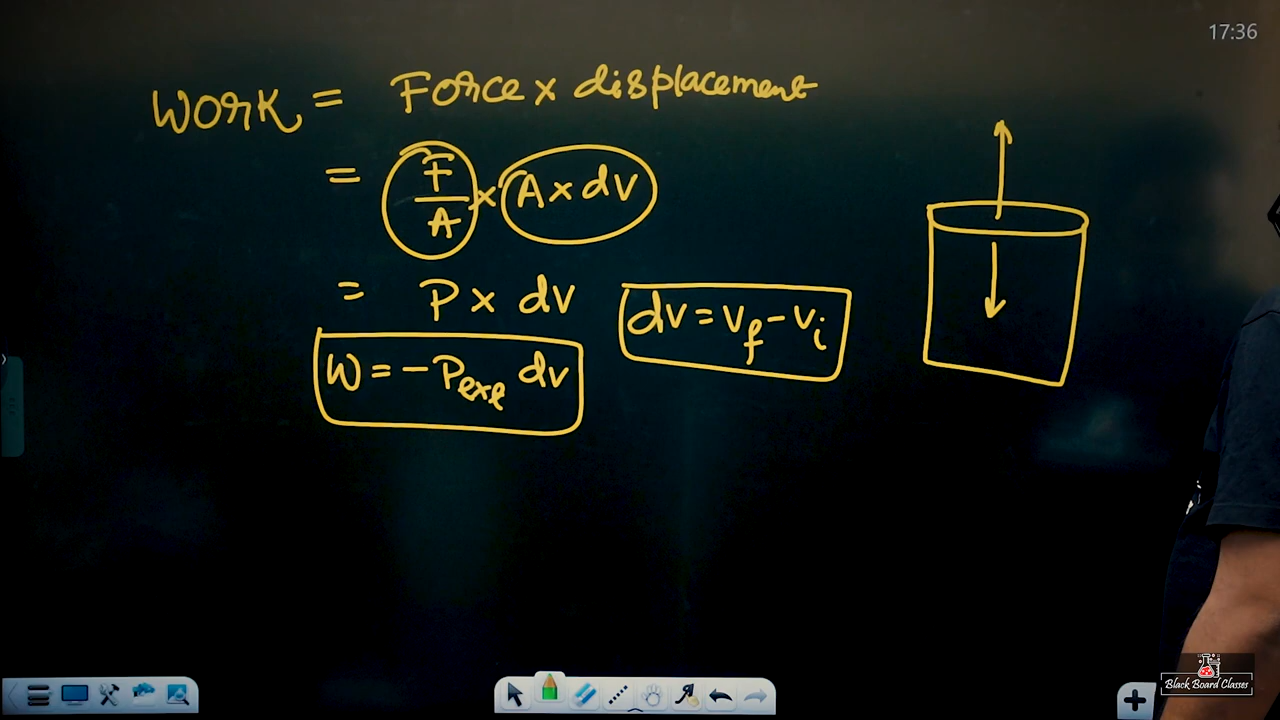 17:36
Work = Force x displacement
= F/A x A x dv
= P x dv
dv = vf - vi
W = - Pext dv
Black Board Classes